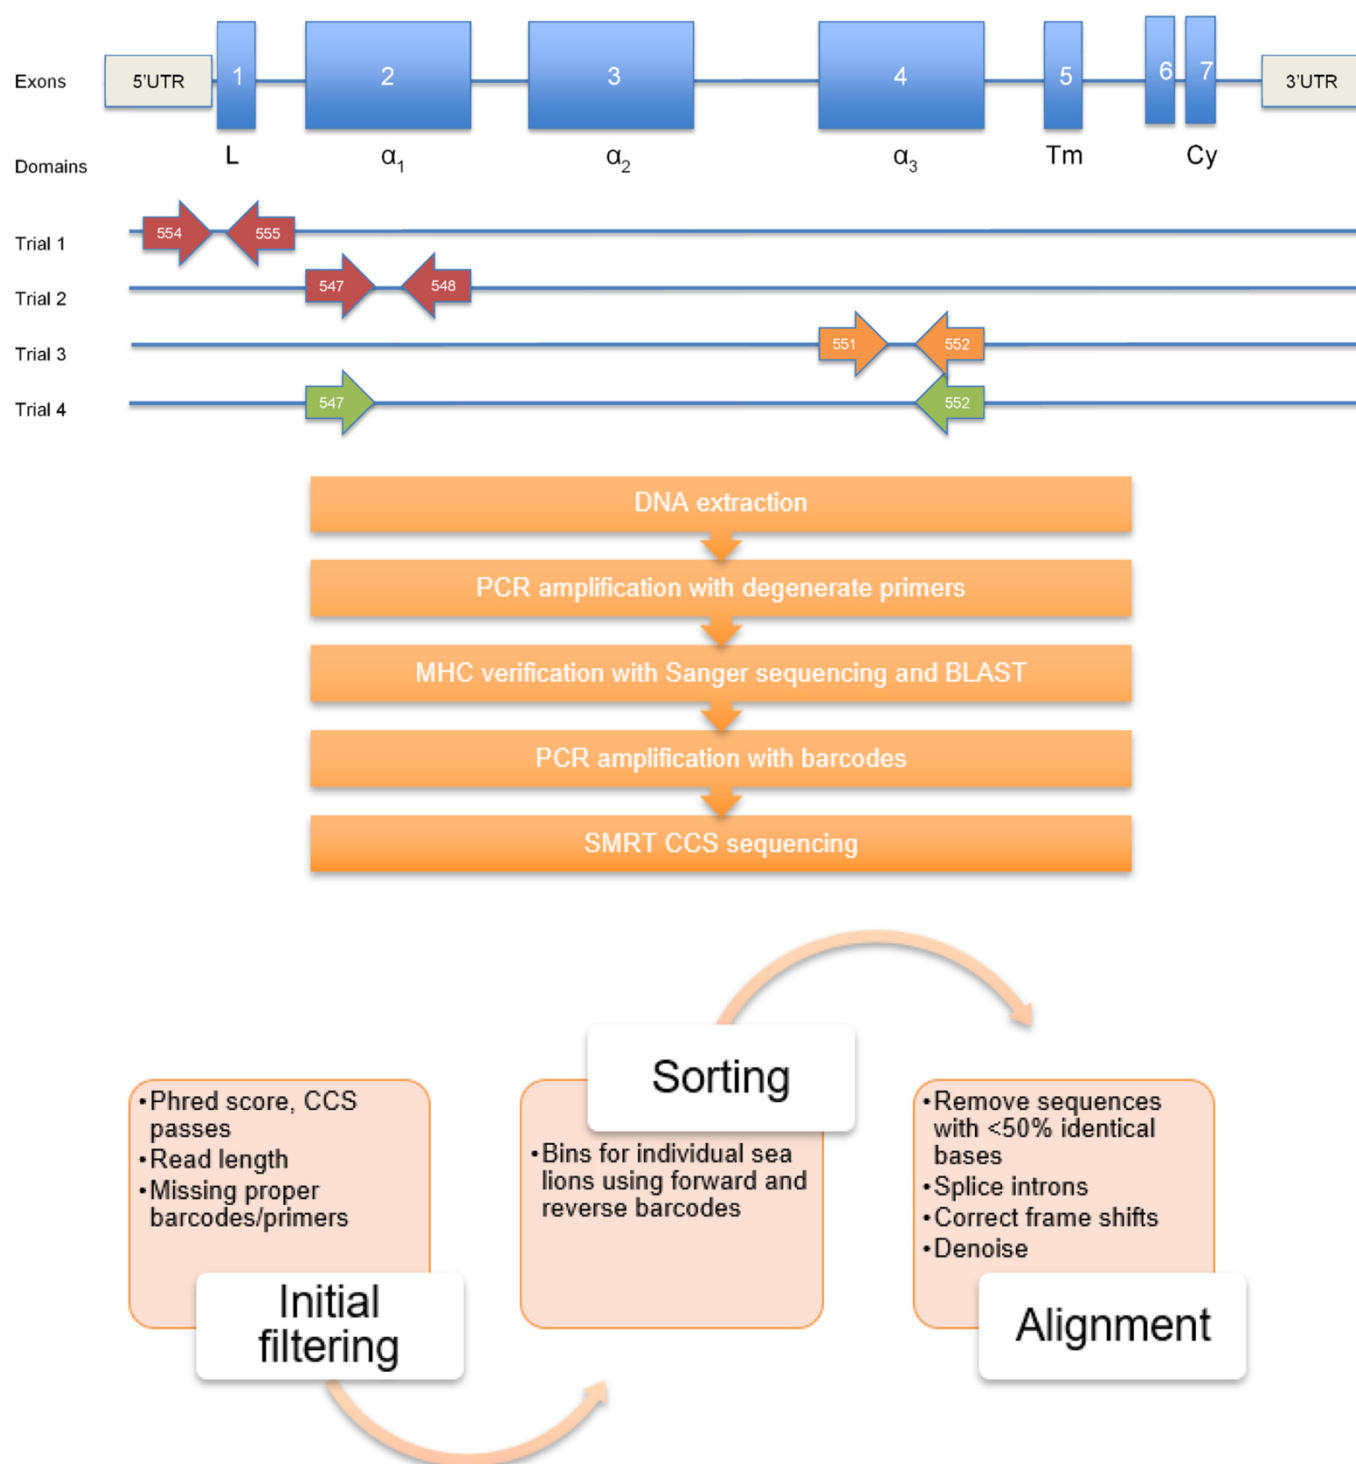 Exons
5'UTR
1
2
3
4
5
6
7
3'UTR
Domains
L
α1
α2
α3
Tm
Cy
Trial 1
554
555
Trial 2
547
548
Trial 3
551
552
Trial 4
547
552
DNA extraction
PCR amplification with degenerate primers
MHC verification with Sanger sequencing and BLAST
PCR amplification with barcodes
SMRT CCS sequencing
•Phred score, CCS
passes
•Read length
•Missing proper
barcodes/primers
Initial
filtering
Sorting
•Bins for individual sea
lions using forward and
reverse barcodes
•Remove sequences
with <50% identical
bases
•Splice introns
•Correct frame shifts
•Denoise
Alignment